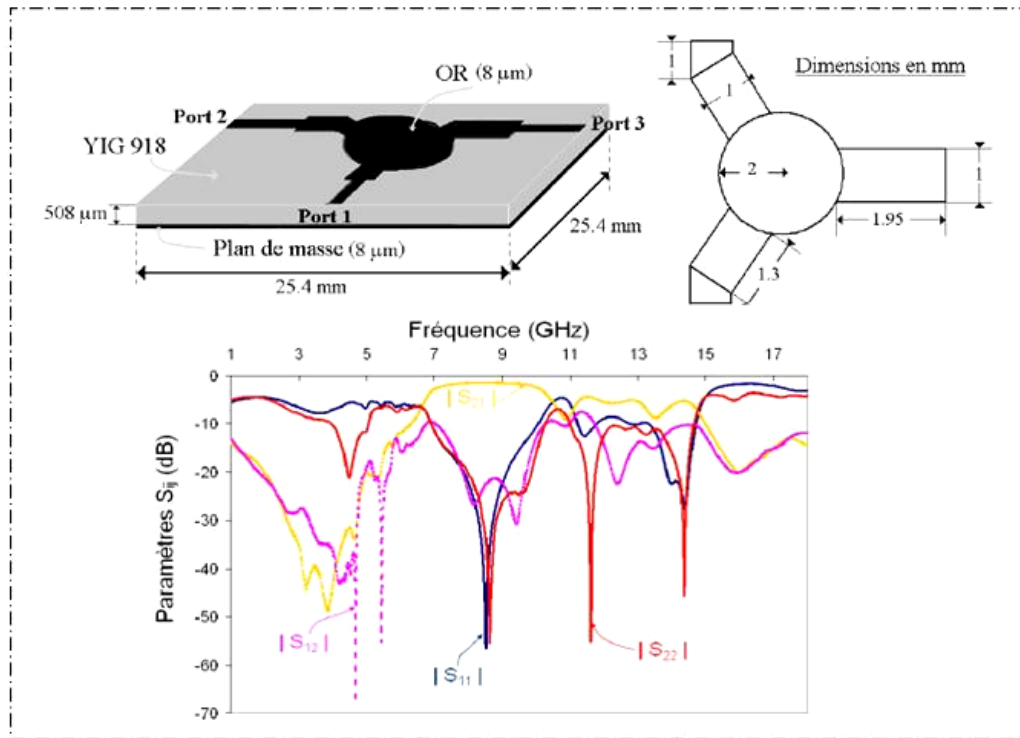 OR (8 µm)
Port 2
Port 3
YIG 918
508 µm
Port 1
Plan de masse (8 µm)
25.4 mm
25.4 mm
Dimensions en mm
1
1
2
1
1.95
1.3
Fréquence (GHz)
1 3 5 7 9 11 13 15 17
Paramètres Sij (dB)
0
-10
-20
-30
-40
-50
-60
-70
| S21 |
| S12 |
| S11 |
| S22 |